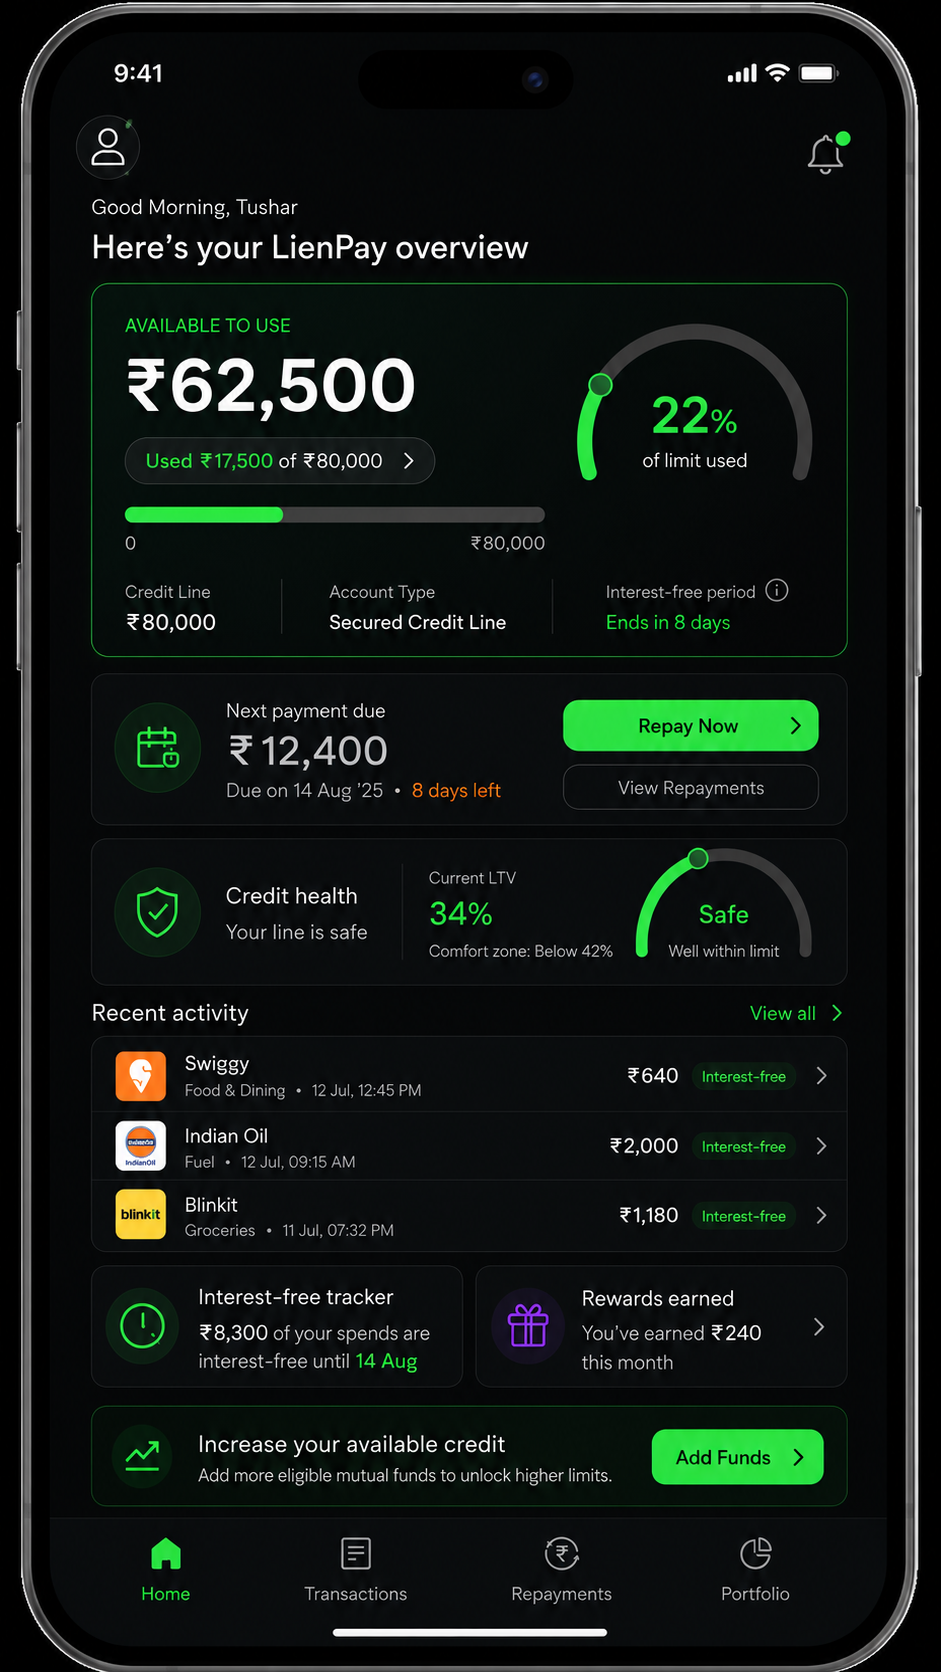 9:41
Good Morning, Tushar
Here's your LienPay overview
AVAILABLE TO USE
₹62,500
Used ₹17,500 of ₹80,000
0
₹80,000
22%
of limit used
Credit Line
₹80,000
Account Type
Secured Credit Line
Interest-free period
Ends in 8 days
Next payment due
₹ 12,400
Due on 14 Aug '25 • 8 days left
Repay Now
View Repayments
Credit health
Your line is safe
Current LTV
34%
Comfort zone: Below 42%
Safe
Well within limit
Recent activity
View all
Swiggy
Food & Dining • 12 Jul, 12:45 PM
₹640
Interest-free
IndianOil
Indian Oil
Fuel • 12 Jul, 09:15 AM
₹2,000
Interest-free
blinkit
Blinkit
Groceries • 11 Jul, 07:32 PM
₹1,180
Interest-free
Interest-free tracker
₹8,300 of your spends are
interest-free until 14 Aug
Rewards earned
You've earned ₹240
this month
Increase your available credit
Add more eligible mutual funds to unlock higher limits.
Add Funds
Home
Transactions
Repayments
Portfolio